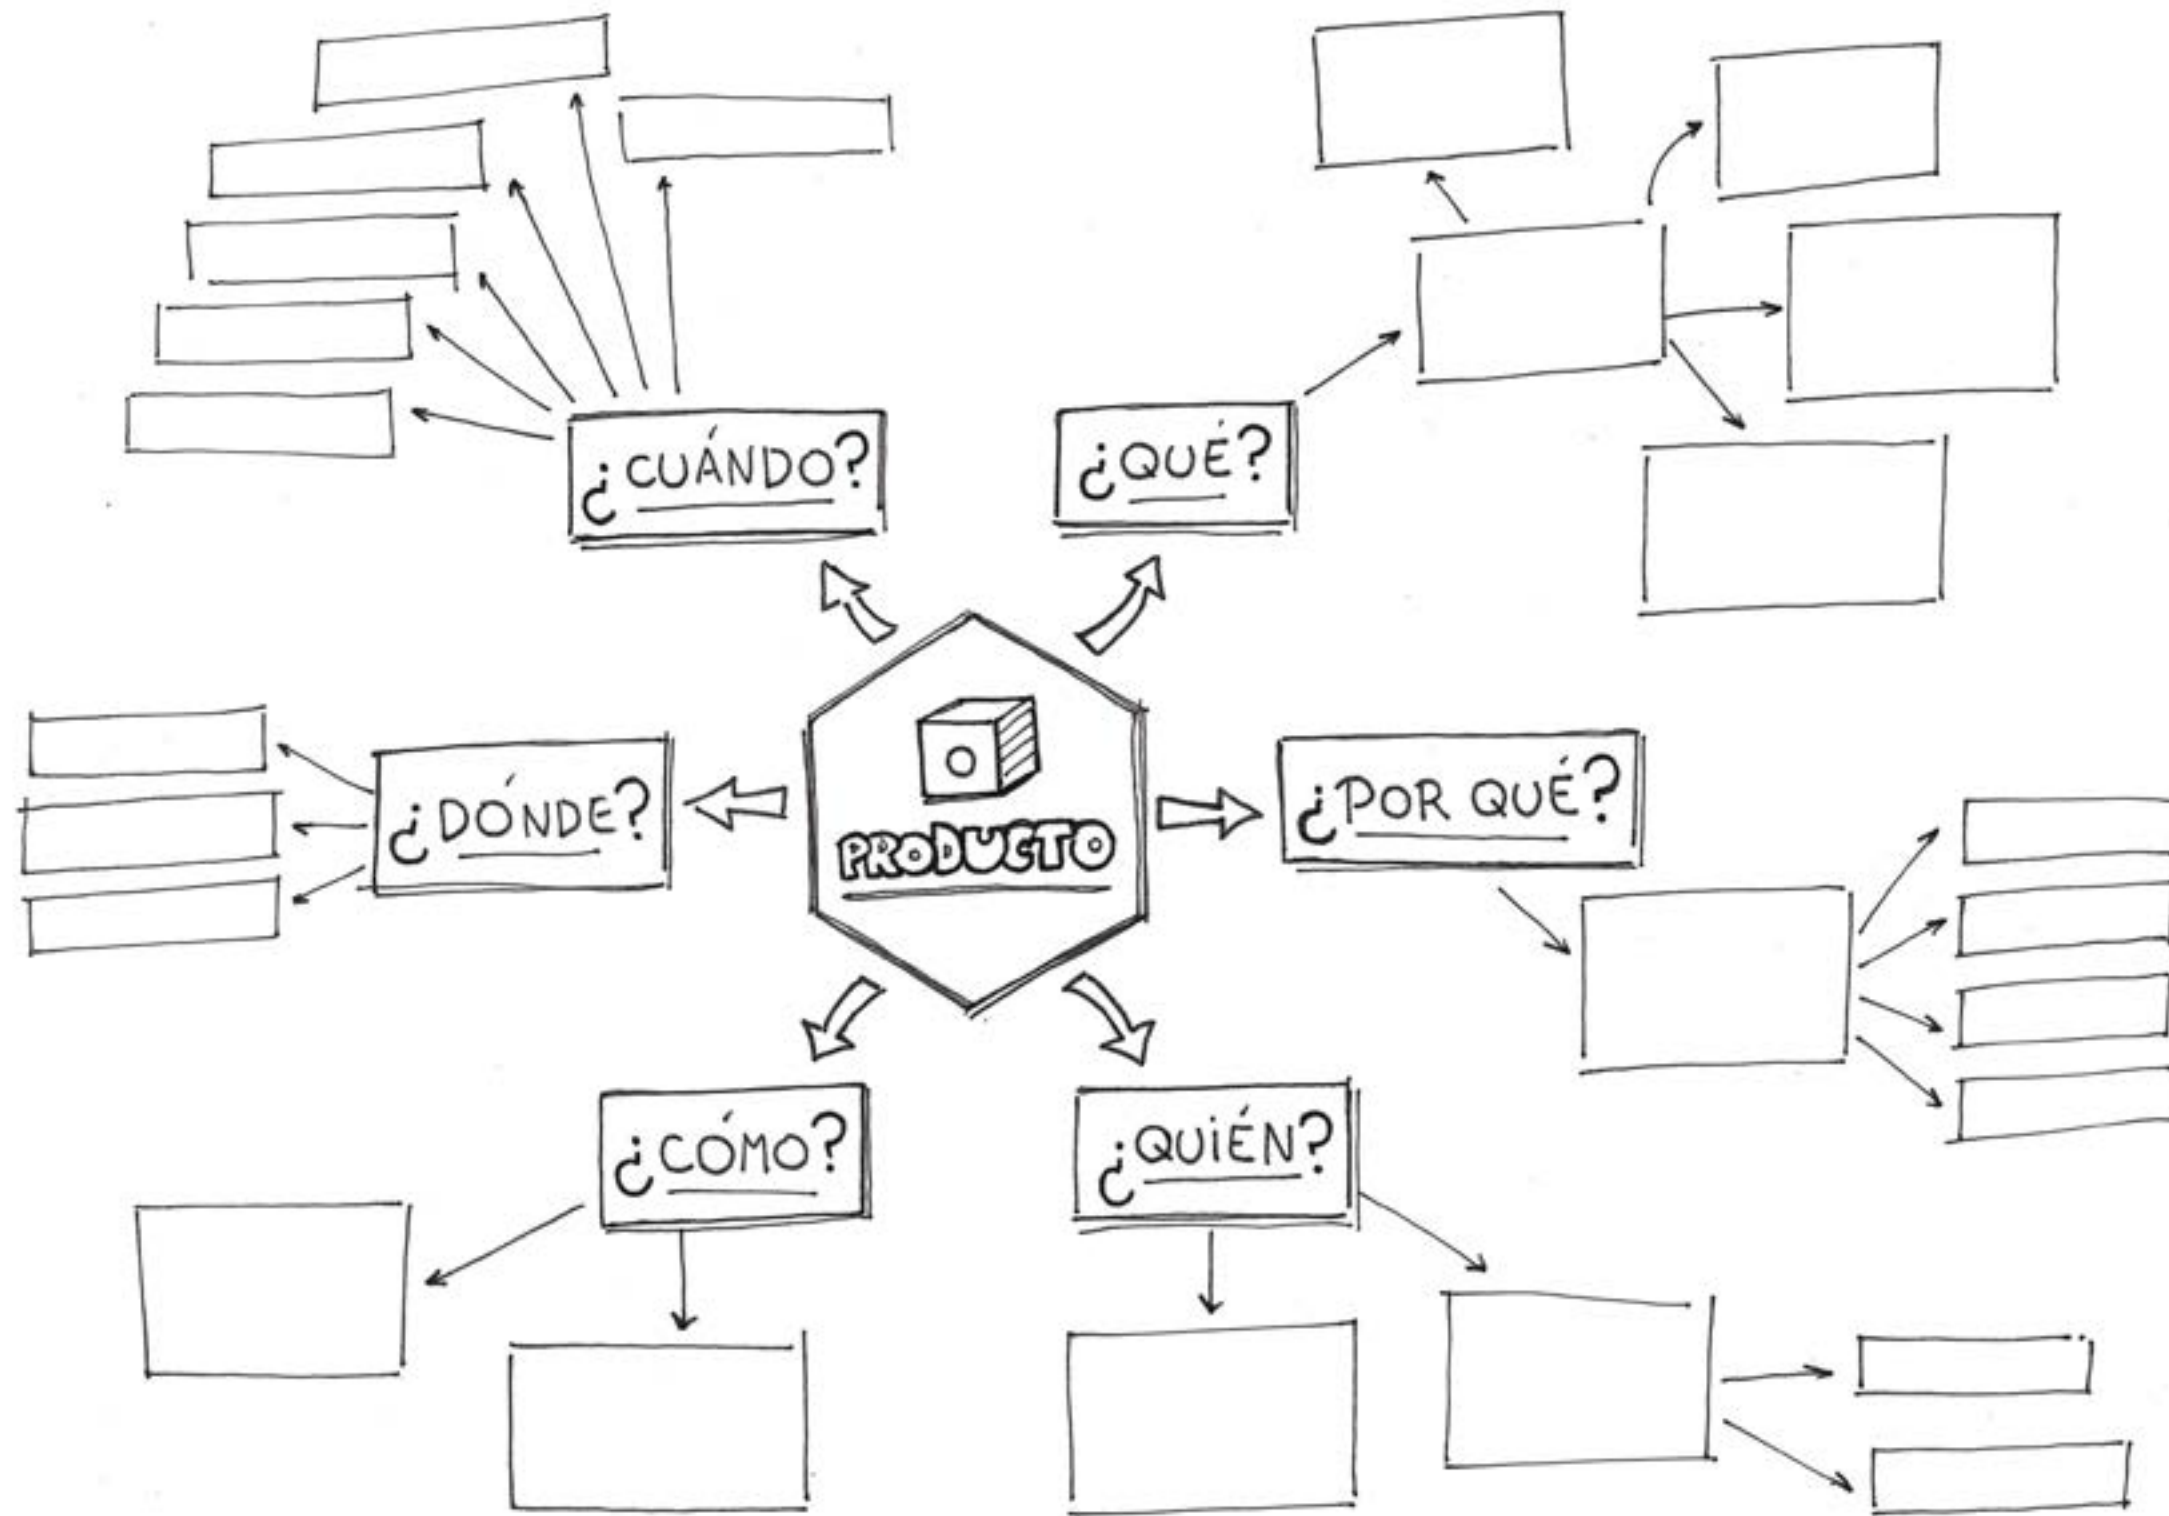 ¿CUÁNDO?
¿QUÉ?
¿DÓNDE?
PRODUCTO
¿POR QUÉ?
¿CÓMO?
¿QUiÉN?